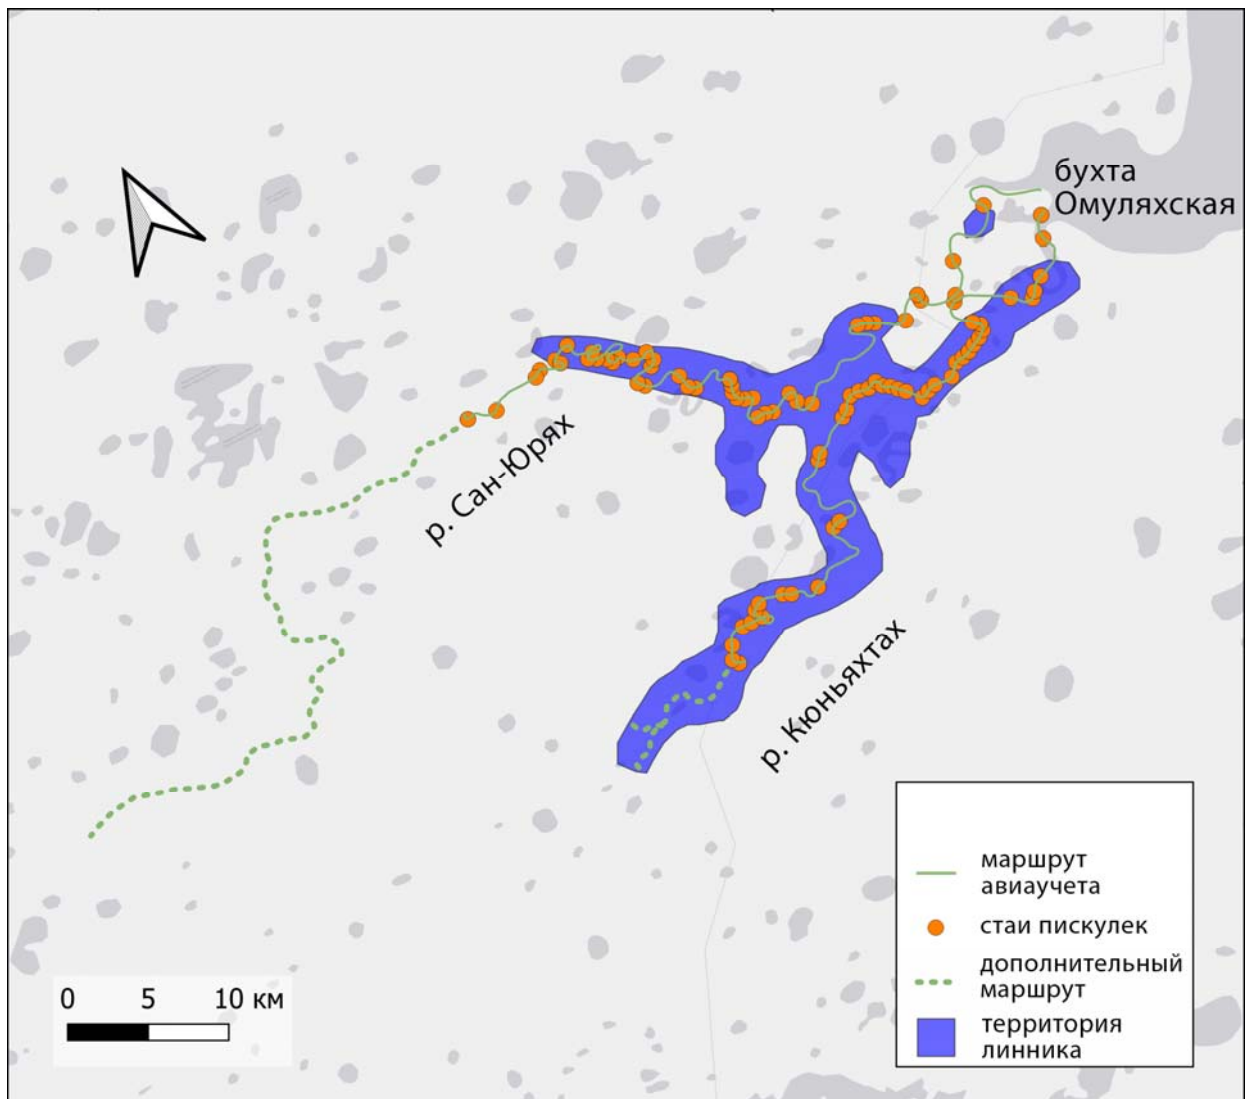 бухта
Омуляхская
р. Сан-Юрях
р. Кюньяхтах
маршрут
авиаучета
стаи пискулек
дополнительный
маршрут
территория
линника
0 5 10 км